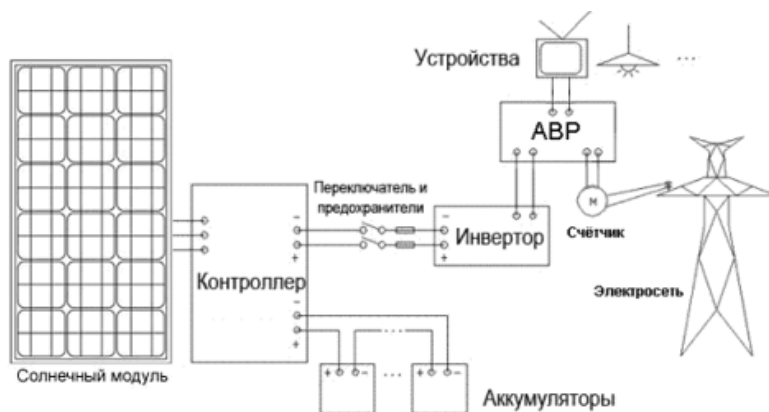 Устройства
...
АВР
Переключатель и
предохранители
M
Счётчик
Инвертор
-
+
Контроллер
-
+
-
+
Электросеть
Солнечный модуль
+ - ... + -
Аккумуляторы